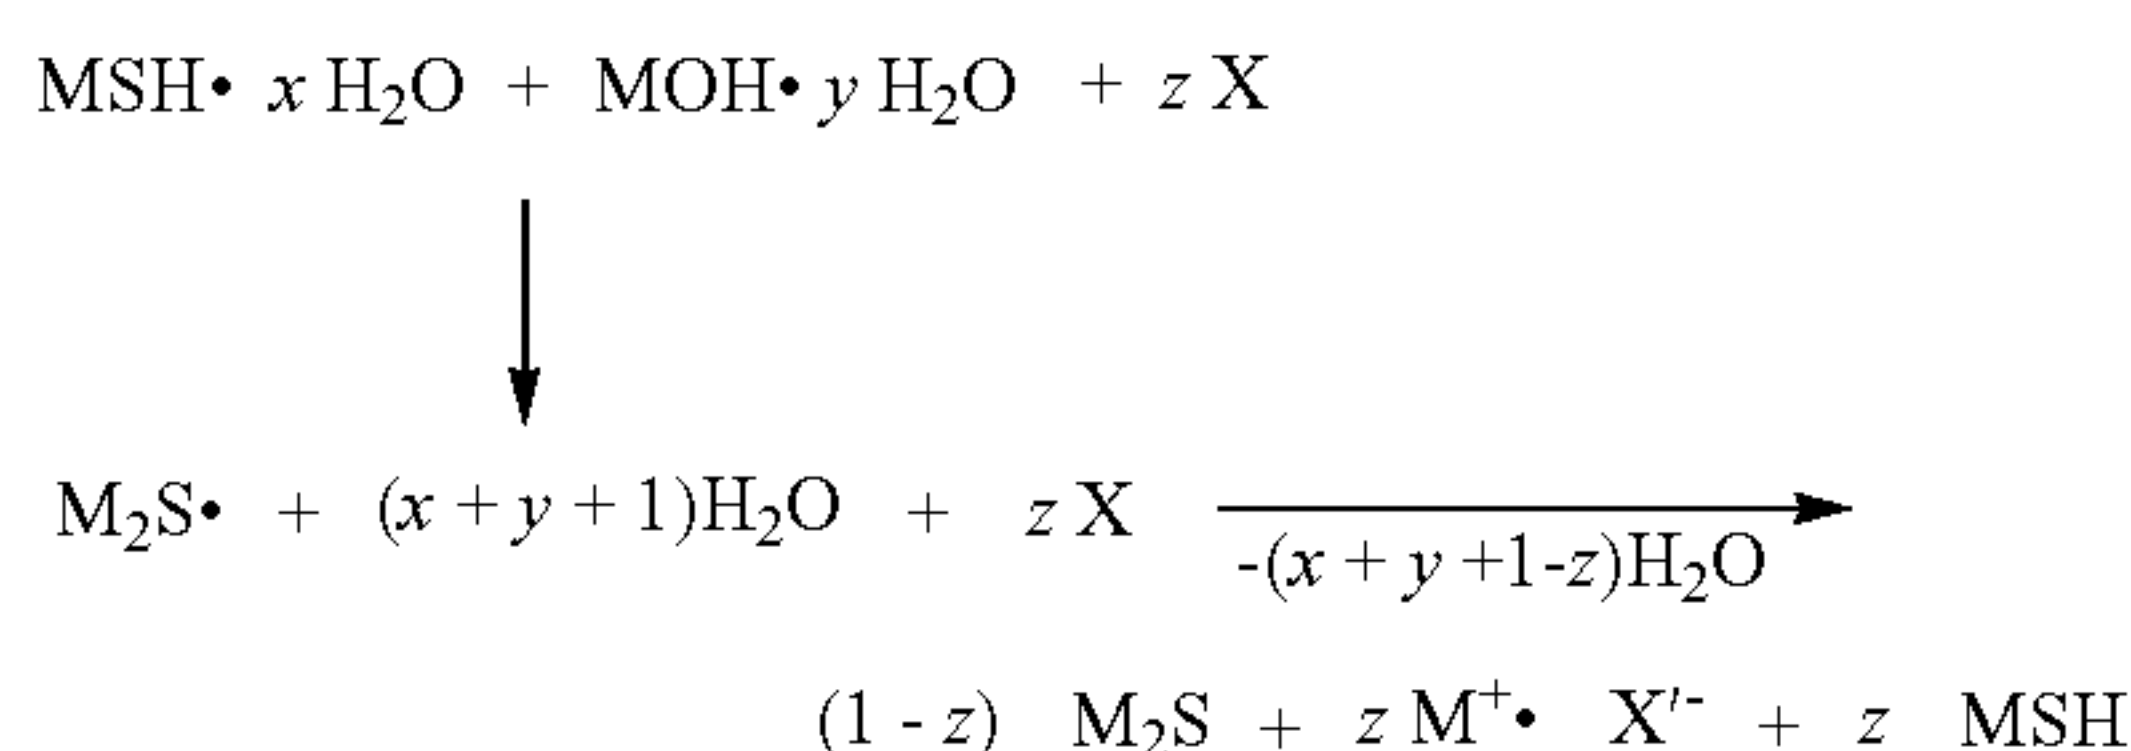 MSH• x H₂O + MOH• y H₂O + z X
M₂S• + (x + y + 1)H₂O + z X
-(x + y +1-z)H₂O
(1 - z) M₂S + z M⁺• X′⁻ + z MSH